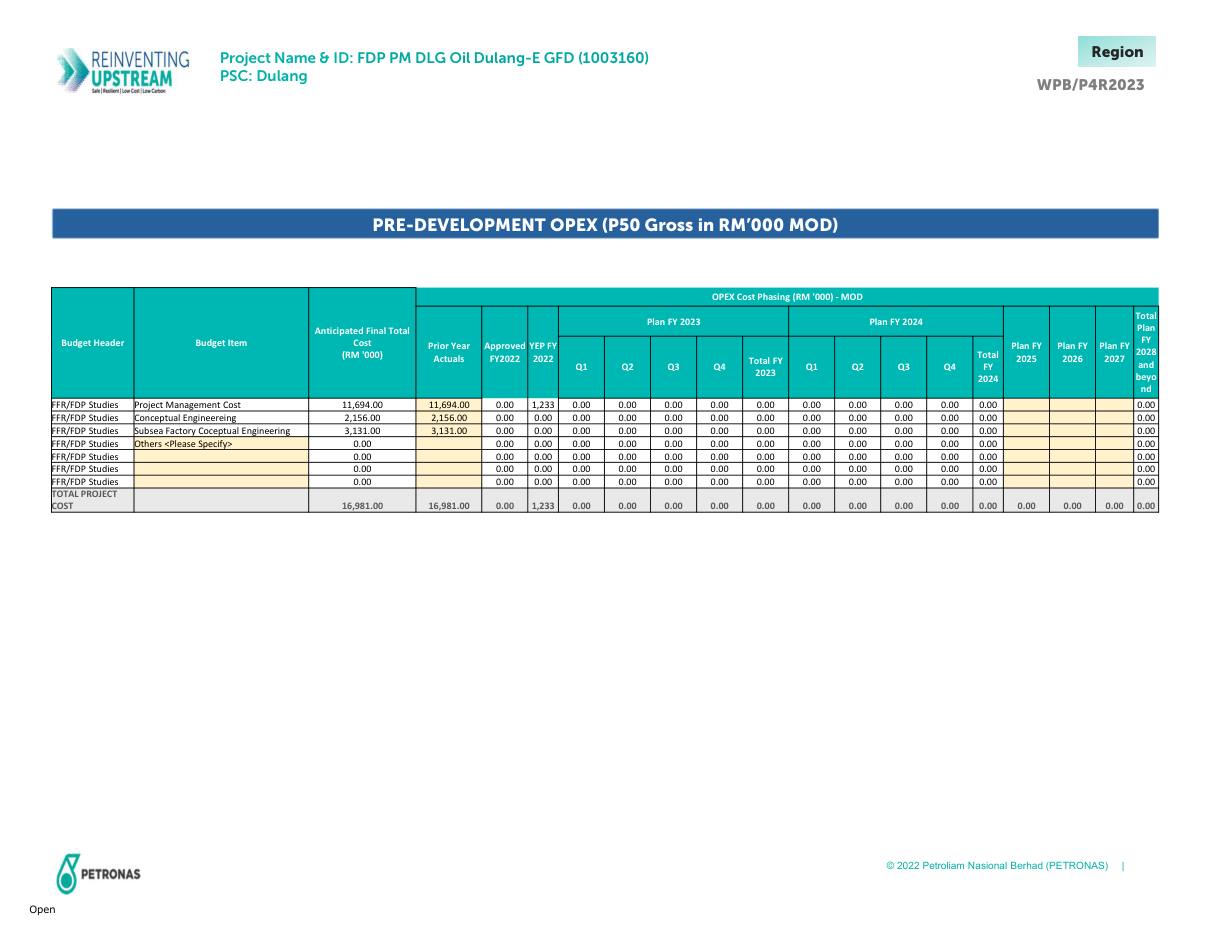 REINVENTING
UPSTREAM
Safe | Resilient | Low Cost | Low Carbon
Project Name & ID: FDP PM DLG Oil Dulang-E GFD (1003160)
PSC: Dulang
Region
WPB/P4R2023
PRE-DEVELOPMENT OPEX (P50 Gross in RM’000 MOD)
OPEX Cost Phasing (RM '000) - MOD
Budget Header
Budget Item
Anticipated Final Total
Cost
(RM '000)
Prior Year
Actuals
Approved
FY2022
YEP FY
2022
Plan FY 2023
Q1 Q2 Q3 Q4 Total FY
2023
Plan FY 2024
Q1 Q2 Q3 Q4 Total
FY
2024
Plan FY
2025
Plan FY
2026
Plan FY
2027
Total
Plan
FY
2028
and
beyo
nd
FFR/FDP Studies Project Management Cost 11,694.00 11,694.00 0.00 1,233 0.00 0.00 0.00 0.00 0.00 0.00 0.00 0.00 0.00 0.00 0.00
FFR/FDP Studies Conceptual Engineereing 2,156.00 2,156.00 0.00 0.00 0.00 0.00 0.00 0.00 0.00 0.00 0.00 0.00 0.00 0.00 0.00
FFR/FDP Studies Subsea Factory Coceptual Engineering 3,131.00 3,131.00 0.00 0.00 0.00 0.00 0.00 0.00 0.00 0.00 0.00 0.00 0.00 0.00 0.00
FFR/FDP Studies Others <Please Specify> 0.00 0.00 0.00 0.00 0.00 0.00 0.00 0.00 0.00 0.00 0.00 0.00 0.00 0.00
FFR/FDP Studies 0.00 0.00 0.00 0.00 0.00 0.00 0.00 0.00 0.00 0.00 0.00 0.00 0.00 0.00
FFR/FDP Studies 0.00 0.00 0.00 0.00 0.00 0.00 0.00 0.00 0.00 0.00 0.00 0.00 0.00 0.00
FFR/FDP Studies 0.00 0.00 0.00 0.00 0.00 0.00 0.00 0.00 0.00 0.00 0.00 0.00 0.00 0.00
TOTAL PROJECT
COST 16,981.00 16,981.00 0.00 1,233 0.00 0.00 0.00 0.00 0.00 0.00 0.00 0.00 0.00 0.00 0.00 0.00 0.00 0.00
PETRONAS
© 2022 Petroliam Nasional Berhad (PETRONAS) |
Open